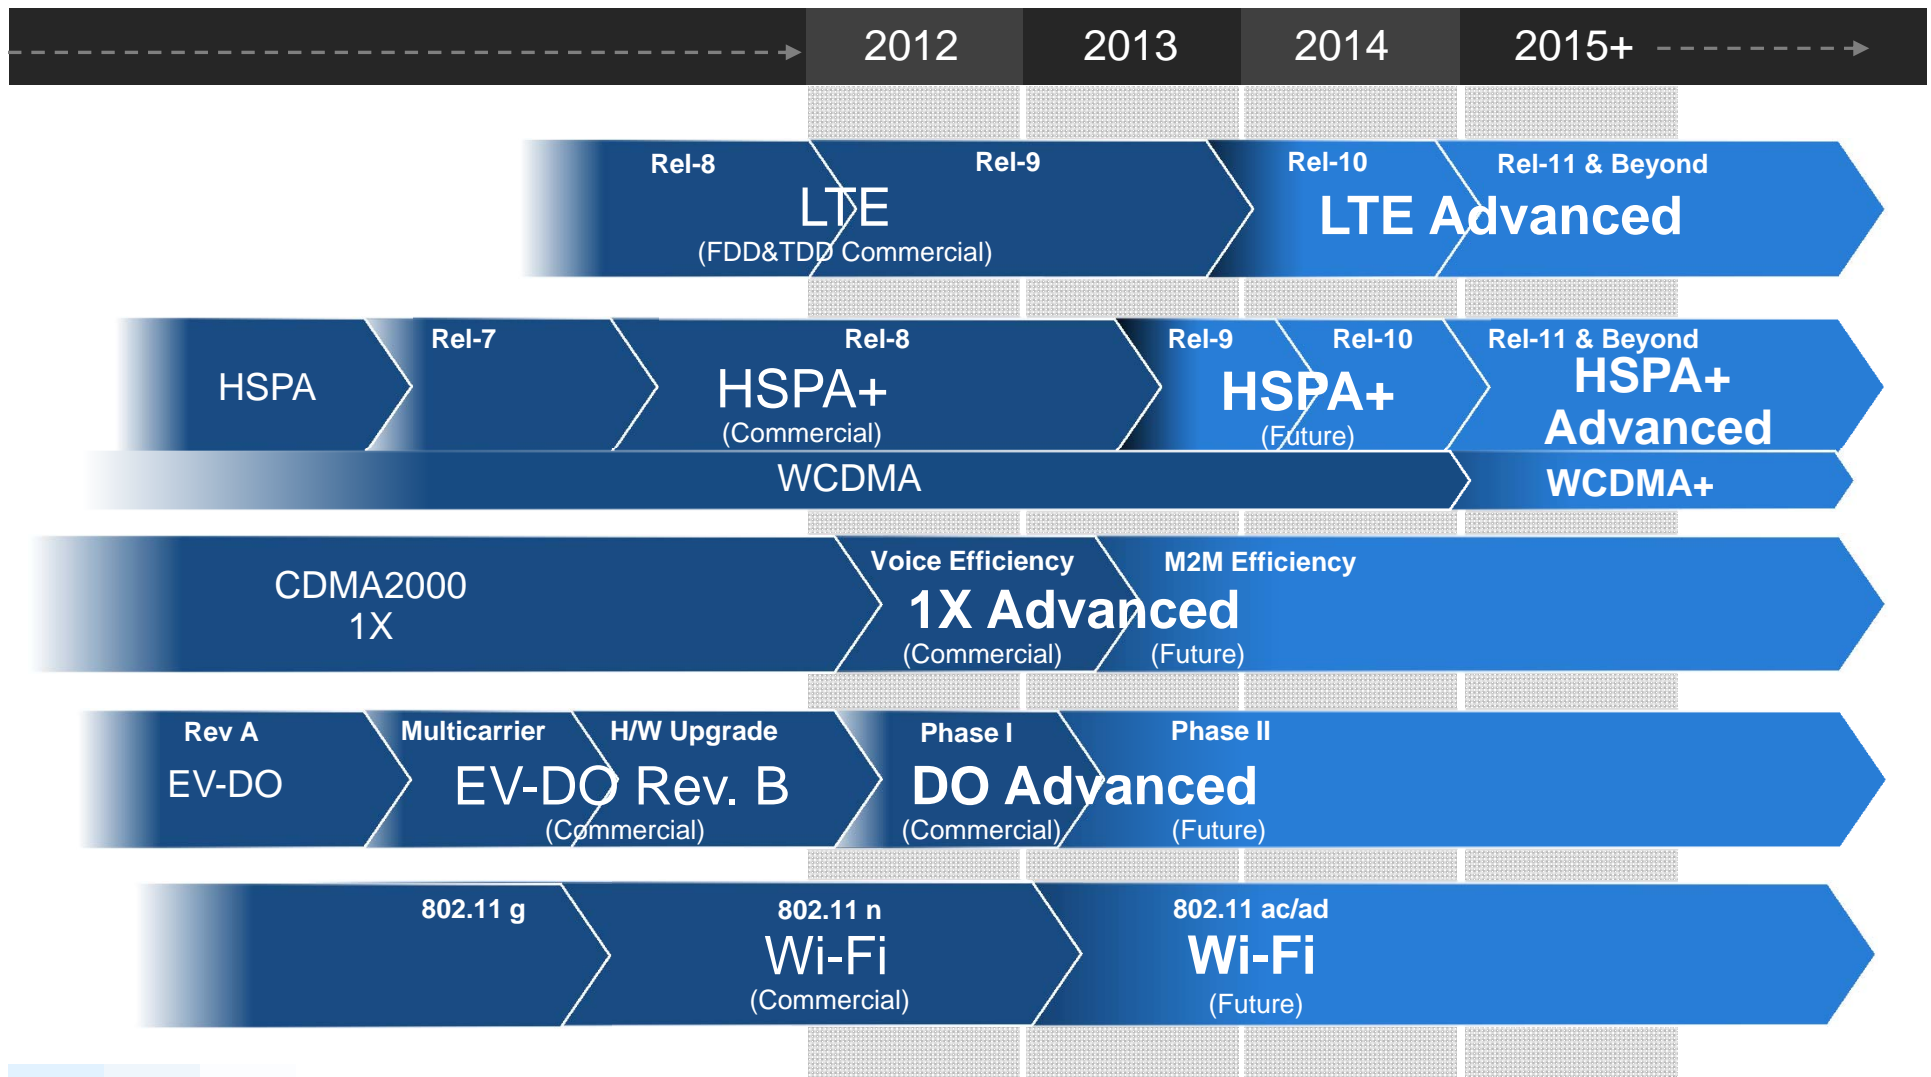 2012 2013 2014 2015+
Rel-8 Rel-9 Rel-10 Rel-11 & Beyond
LTE LTE Advanced
(FDD&TDD Commercial)
Rel-7 Rel-8 Rel-9 Rel-10 Rel-11 & Beyond
HSPA HSPA+ HSPA+ HSPA+
Advanced
(Commercial) (Future)
WCDMA WCDMA+
Voice Efficiency M2M Efficiency
CDMA2000
1X
1X Advanced
(Commercial) (Future)
Rev A Multicarrier H/W Upgrade Phase I Phase II
EV-DO EV-DO Rev. B DO Advanced
(Commercial) (Commercial) (Future)
802.11 g 802.11 n 802.11 ac/ad
Wi-Fi Wi-Fi
(Commercial) (Future)